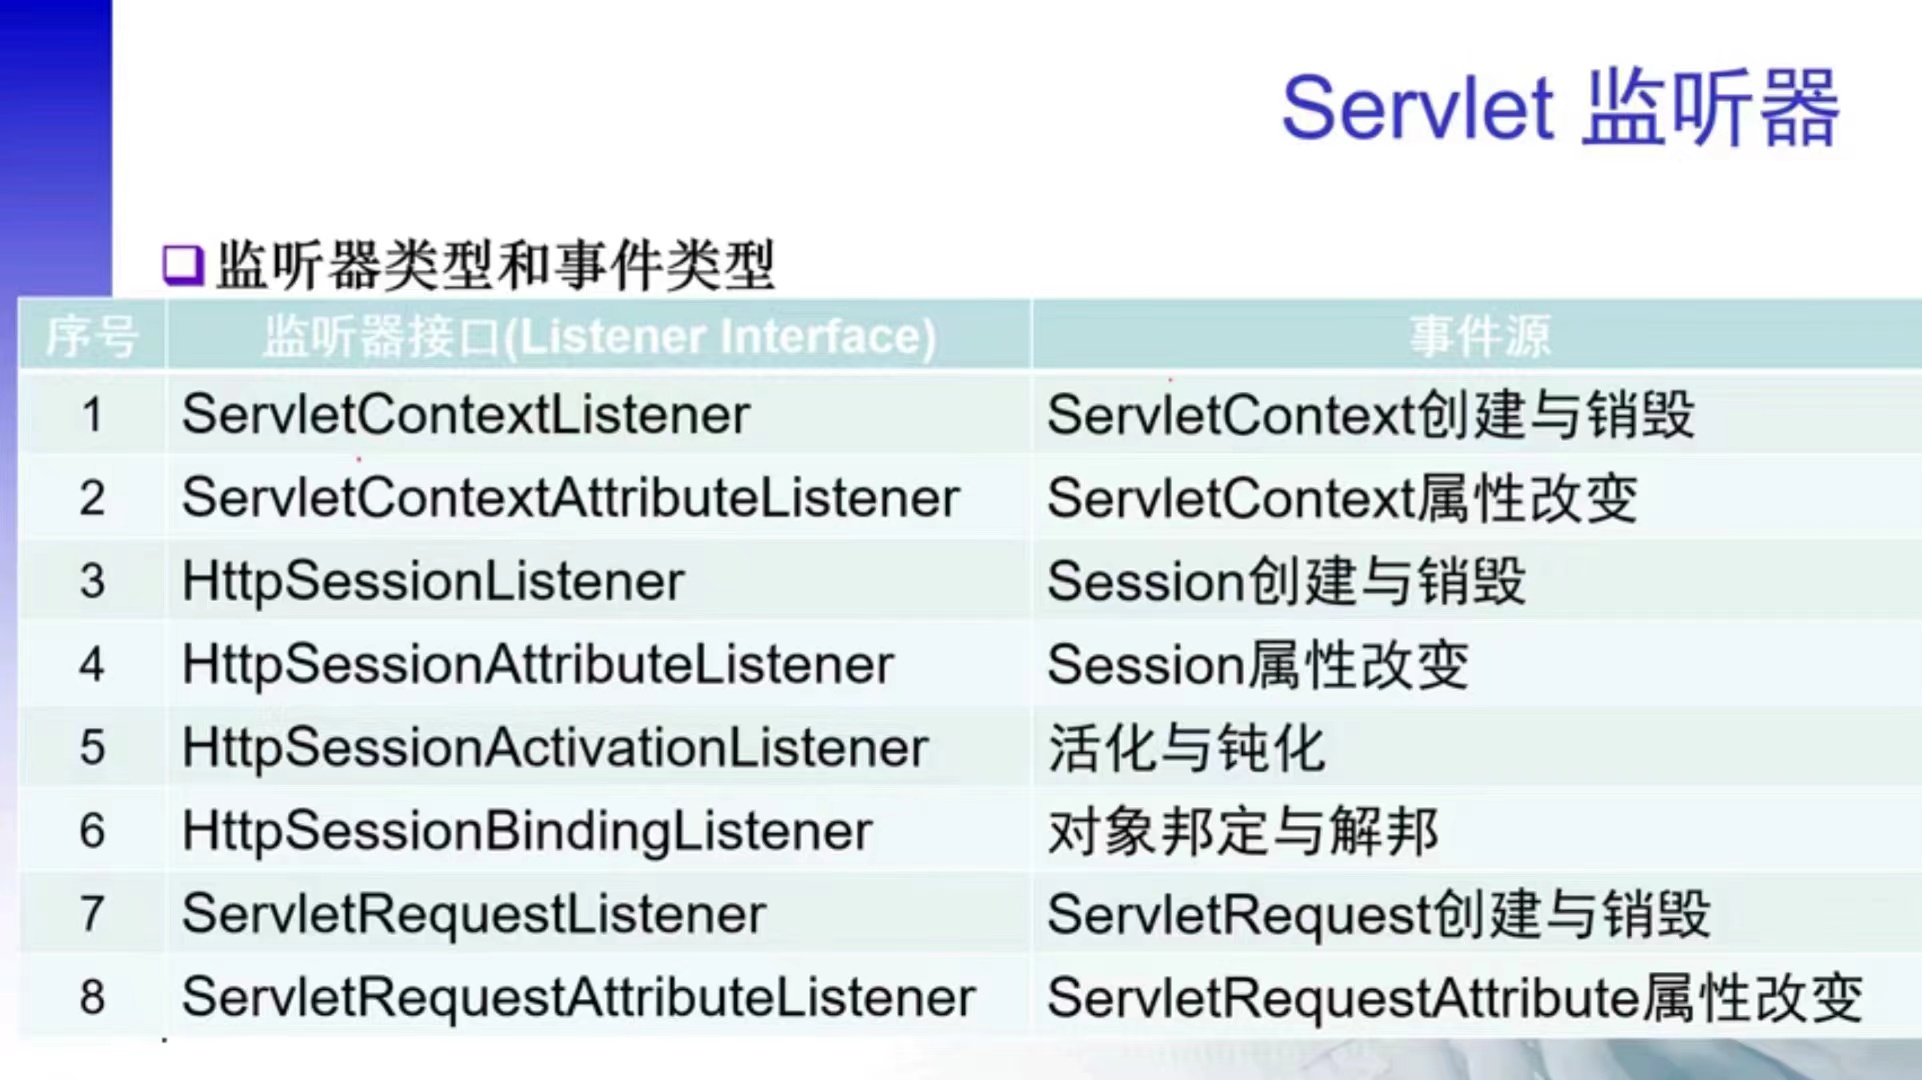 Servlet 监听器
监听器类型和事件类型
序号 监听器接口(Listener Interface) 事件源
1 ServletContextListener ServletContext创建与销毁
2 ServletContextAttributeListener ServletContext属性改变
3 HttpSessionListener Session创建与销毁
4 HttpSessionAttributeListener Session属性改变
5 HttpSessionActivationListener 活化与钝化
6 HttpSessionBindingListener 对象邦定与解邦
7 ServletRequestListener ServletRequest创建与销毁
8 ServletRequestAttributeListener ServletRequestAttribute属性改变